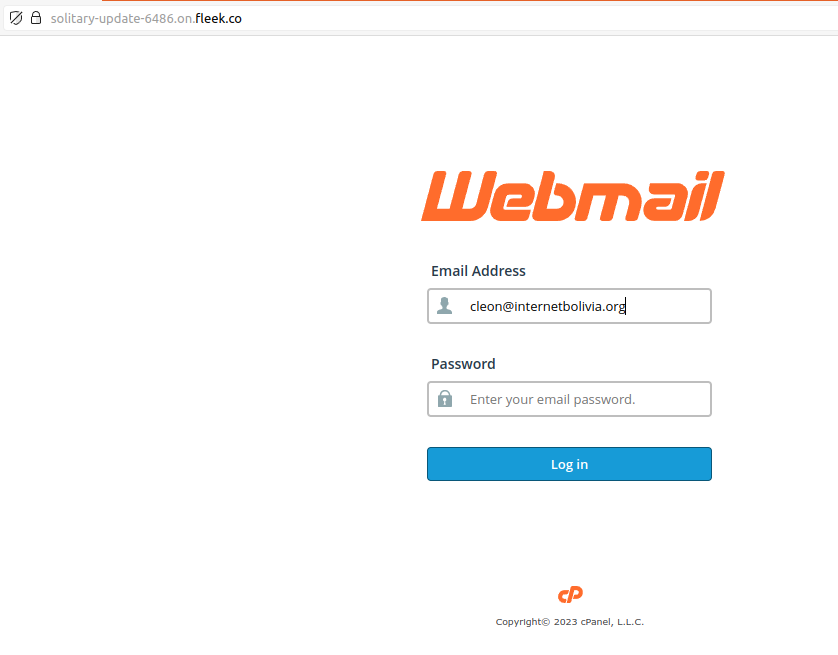 solitary-update-6486.on.fleek.co
Webmail
Email Address
cleon@internetbolivia.org
Password
Enter your email password.
Log in
cP
Copyright© 2023 cPanel, L.L.C.